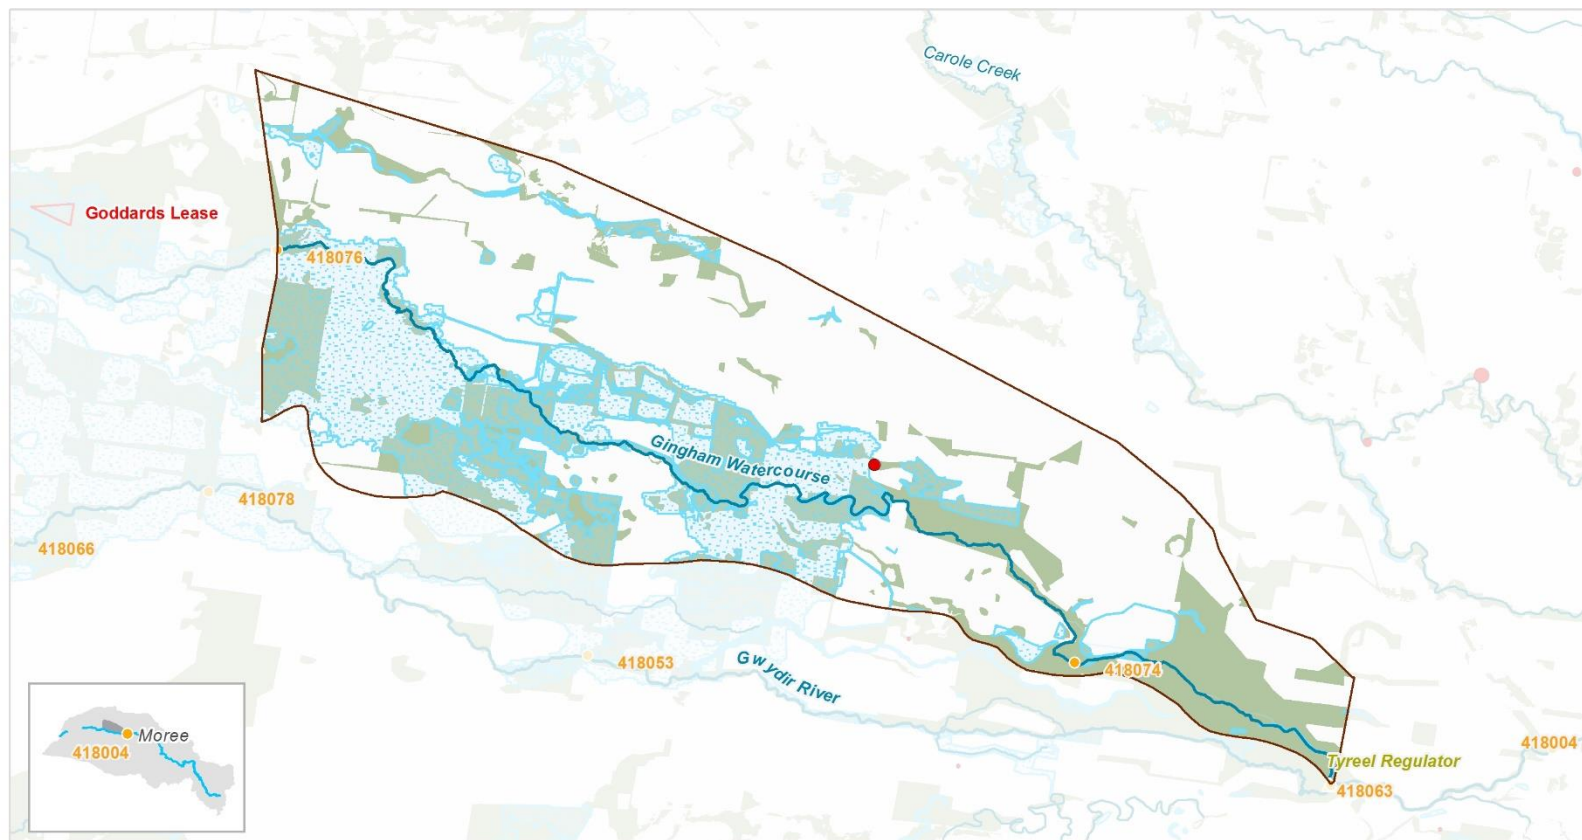 Carole Creek
Goddards Lease
418076
Gingham Watercourse
418078
418066
418053
Gwydir River
418074
Moree
418004
418004
Tyreel Regulator
418063